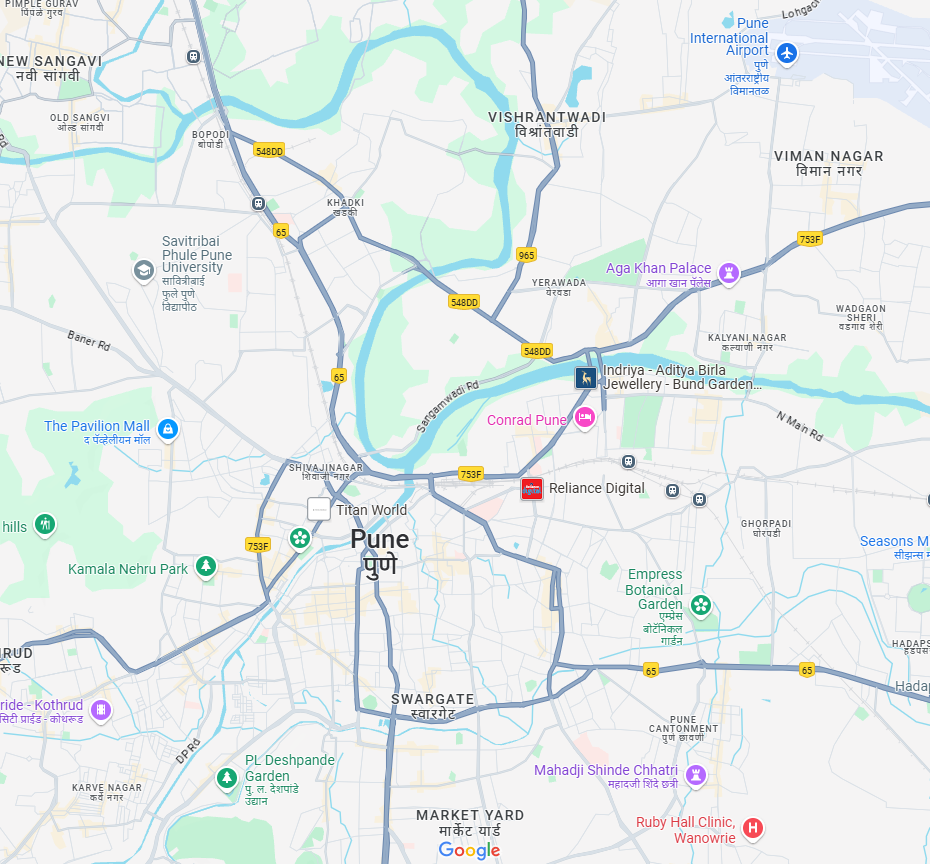 PIMPLE GURAV
पिंपळे गुरव
Lohgaon
Pune
International
Airport
पुणे
आंतरराष्ट्रीय
विमानतळ
NEW SANGAVI
नवी सांगवी
OLD SANGVI
ओल्ड सांगवी
VISHRANTWADI
विश्रांतवाडी
BOPODI
बोपोडी
548DD
VIMAN NAGAR
विमान नगर
Rd
KHADKI
खडकी
65
753F
Savitribai
Phule Pune
University
सावित्रीबाई
फुले पुणे
विद्यापीठ
965
Aga Khan Palace
आगा खान पॅलेस
YERAWADA
येरवडा
548DD
WADGAON
SHERI
वडगाव शेरी
Baner Rd
KALYANI NAGAR
कल्याणी नगर
548DD
65
Indriya - Aditya Birla
Jewellery - Bund Garden...
Sangamwadi Rd
Conrad Pune
N Main Rd
The Pavilion Mall
द पॅव्हेलीयन मॉल
SHIVAJINAGAR
शिवाजी नगर
753F
Reliance Digital
Titan World
hills
GHORPADI
घोरपडी
Pune
पुणे
753F
Seasons M
सीझन्स मॉ
Kamala Nehru Park
Empress
Botanical
Garden
एम्प्रेस
बोटॅनिकल
गार्डन
HADAPS
हडपस
RUD
रूड
65
65
Hadap
SWARGATE
स्वारगेट
ride - Kothrud
सिटी प्राईड - कोथरूड
PUNE
CANTONMENT
पुणे छावणी
DP Rd
PL Deshpande
Garden
पु. ल. देशपांडे
उद्यान
Mahadji Shinde Chhatri
महादजी शिंदे छत्री
KARVE NAGAR
कर्वे नगर
MARKET YARD
मार्केट यार्ड
Ruby Hall Clinic,
Wanowrie
Google